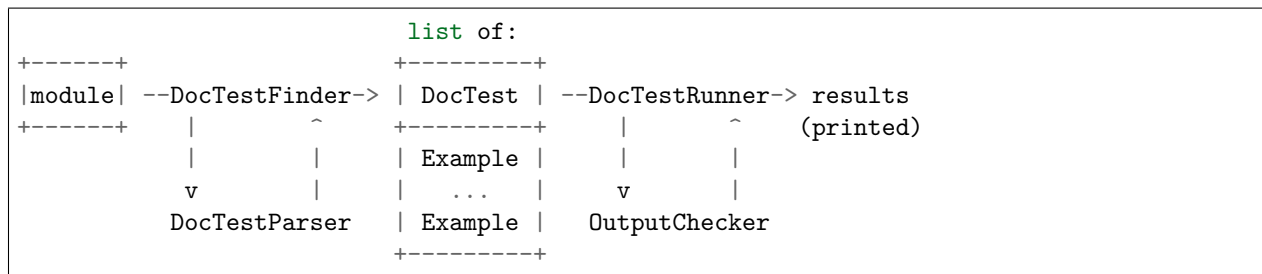 list of:
+------+                   +---------+
|module| --DocTestFinder-> | DocTest | --DocTestRunner-> results
+------+    |        ^     +---------+     |       ^    (printed)
            |        |     | Example |     |       |
            v        |     |   ...   |     v       |
           DocTestParser   | Example |   OutputChecker
                           +---------+